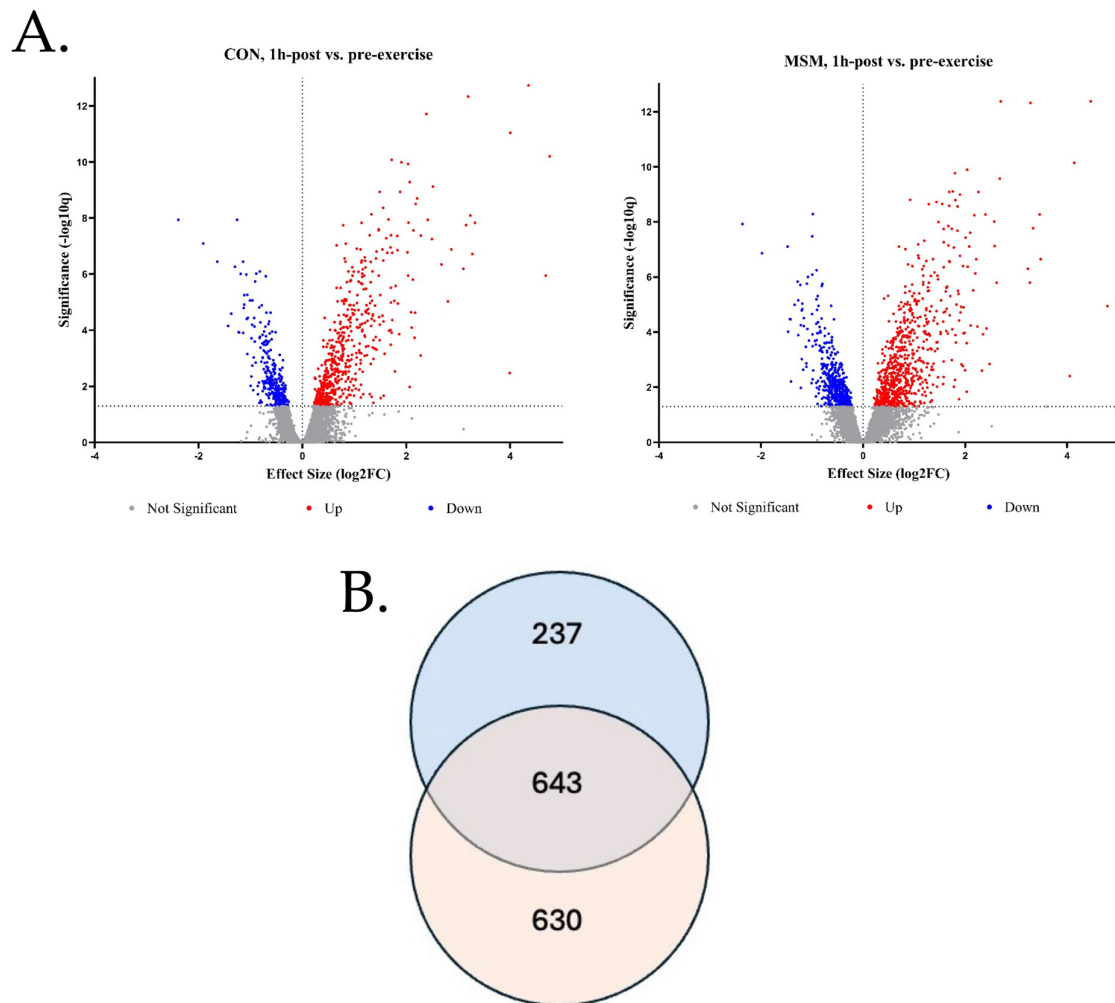 A.
CON, 1h-post vs. pre-exercise
Significance (-log10q)
12
10
8
6
4
2
0
-4
-2
0
2
4
Effect Size (log2FC)
Not Significant
Up
Down
MSM, 1h-post vs. pre-exercise
Significance (-log10q)
12
10
8
6
4
2
0
-4
-2
0
2
4
Effect Size (log2FC)
Not Significant
Up
Down
B.
237
643
630